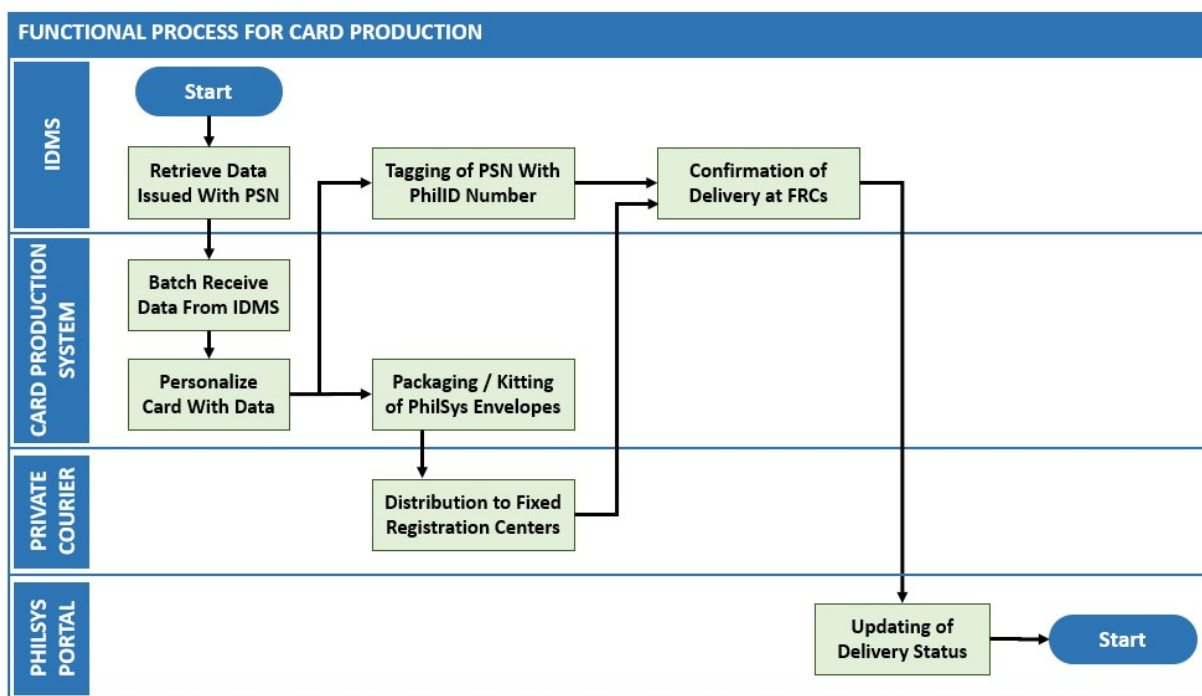 FUNCTIONAL PROCESS FOR CARD PRODUCTION
IDMS
Start
Retrieve Data
Issued With PSN
Tagging of PSN With
PhilID Number
Confirmation of
Delivery at FRCs
CARD PRODUCTION
SYSTEM
Batch Receive
Data From IDMS
Personalize
Card With Data
Packaging / Kitting
of PhilSys Envelopes
PRIVATE
COURIER
Distribution to Fixed
Registration Centers
PHILSYS
PORTAL
Updating of
Delivery Status
Start